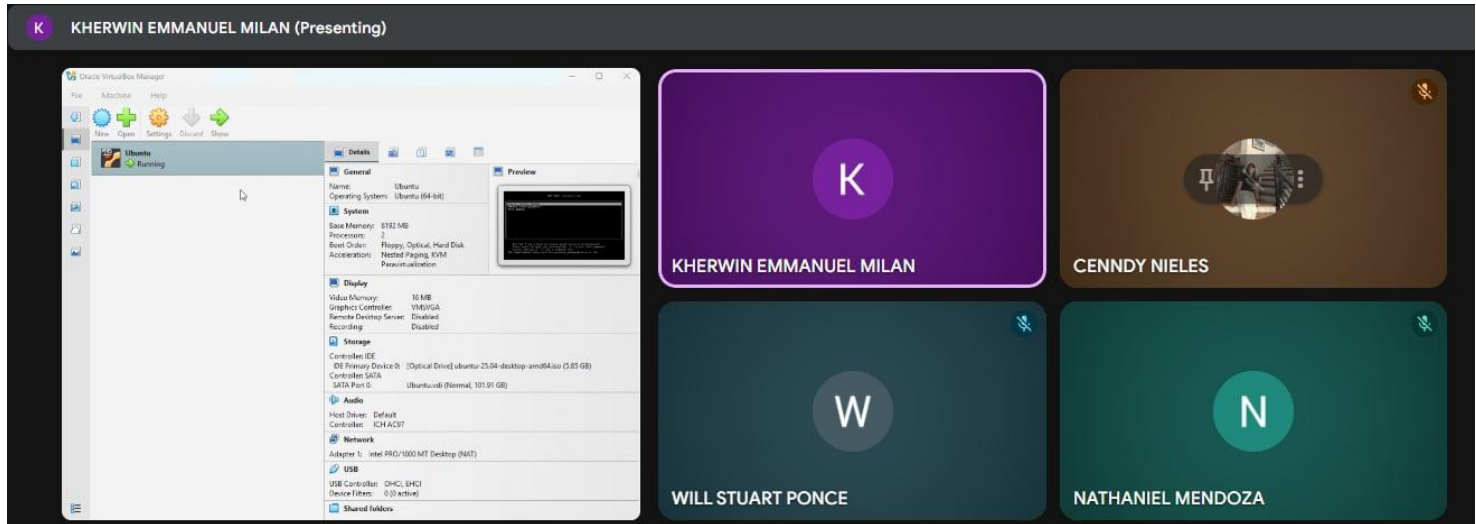 K KHERWIN EMMANUEL MILAN (Presenting)
Oracle VirtualBox Manager
File Machine Help
New Open Settings Discard Show
Ubuntu
Running
Details
General
Name: Ubuntu
Operating System: Ubuntu (64-bit)
System
Base Memory: 8192 MB
Processors: 2
Boot Order: Floppy, Optical, Hard Disk
Acceleration: Nested Paging, KVM
Paravirtualization
Preview
Display
Video Memory: 16 MB
Graphics Controller: VMSVGA
Remote Desktop Server: Disabled
Recording: Disabled
Storage
Controller: IDE
IDE Primary Device 0: [Optical Drive] ubuntu-25.04-desktop-amd64.iso (5.85 GB)
Controller: SATA
SATA Port 0: Ubuntu.vdi (Normal, 101.91 GB)
Audio
Host Driver: Default
Controller: ICH AC97
Network
Adapter 1: Intel PRO/1000 MT Desktop (NAT)
USB
USB Controller: OHCI, EHCI
Device Filters: 0 (0 active)
Shared folders
K
KHERWIN EMMANUEL MILAN
CENNDY NIELES
W
WILL STUART PONCE
N
NATHANIEL MENDOZA